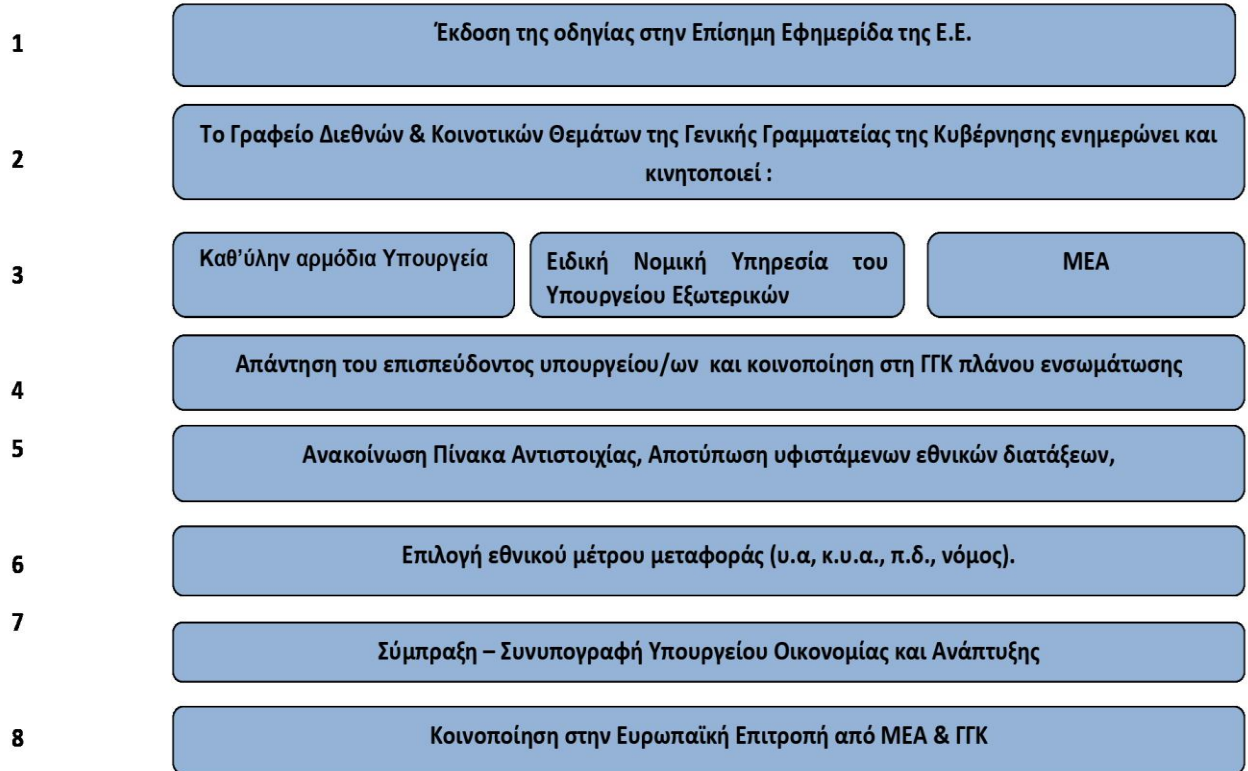 1
Έκδοση της οδηγίας στην Επίσημη Εφημερίδα της Ε.Ε.
2
Το Γραφείο Διεθνών & Κοινοτικών Θεμάτων της Γενικής Γραμματείας της Κυβέρνησης ενημερώνει και
κινητοποιεί :
3
Καθ’ύλην αρμόδια Υπουργεία
Ειδική Νομική Υπηρεσία του
Υπουργείου Εξωτερικών
ΜΕΑ
4
Απάντηση του επισπεύδοντος υπουργείου/ων και κοινοποίηση στη ΓΓΚ πλάνου ενσωμάτωσης
5
Ανακοίνωση Πίνακα Αντιστοιχίας, Αποτύπωση υφιστάμενων εθνικών διατάξεων,
6
Επιλογή εθνικού μέτρου μεταφοράς (υ.α, κ.υ.α., π.δ., νόμος).
7
Σύμπραξη – Συνυπογραφή Υπουργείου Οικονομίας και Ανάπτυξης
8
Κοινοποίηση στην Ευρωπαϊκή Επιτροπή από ΜΕΑ & ΓΓΚ